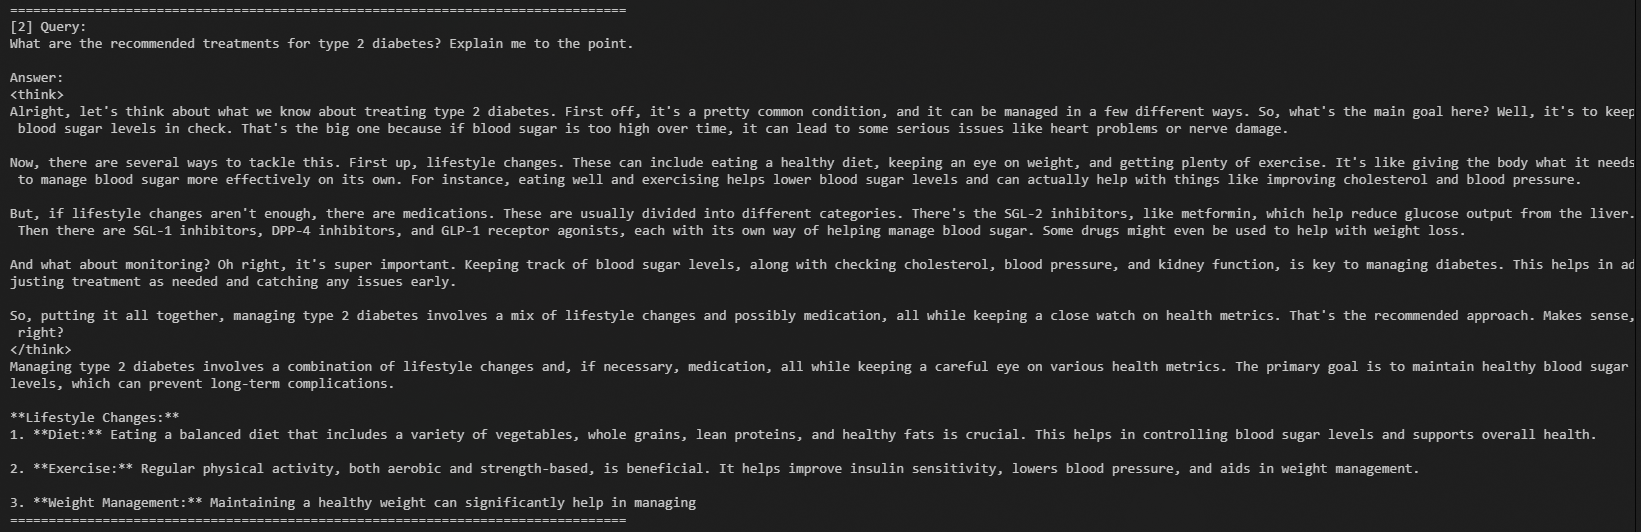 ================================================================================
[2] Query:
What are the recommended treatments for type 2 diabetes? Explain me to the point.
Answer:
<think>
Alright, let's think about what we know about treating type 2 diabetes. First off, it's a pretty common condition, and it can be managed in a few different ways. So, what's the main goal here? Well, it's to keep
blood sugar levels in check. That's the big one because if blood sugar is too high over time, it can lead to some serious issues like heart problems or nerve damage.
Now, there are several ways to tackle this. First up, lifestyle changes. These can include eating a healthy diet, keeping an eye on weight, and getting plenty of exercise. It's like giving the body what it needs
to manage blood sugar more effectively on its own. For instance, eating well and exercising helps lower blood sugar levels and can actually help with things like improving cholesterol and blood pressure.
But, if lifestyle changes aren't enough, there are medications. These are usually divided into different categories. There's the SGL-2 inhibitors, like metformin, which help reduce glucose output from the liver.
Then there are SGL-1 inhibitors, DPP-4 inhibitors, and GLP-1 receptor agonists, each with its own way of helping manage blood sugar. Some drugs might even be used to help with weight loss.
And what about monitoring? Oh right, it's super important. Keeping track of blood sugar levels, along with checking cholesterol, blood pressure, and kidney function, is key to managing diabetes. This helps in ad
justing treatment as needed and catching any issues early.
So, putting it all together, managing type 2 diabetes involves a mix of lifestyle changes and possibly medication, all while keeping a close watch on health metrics. That's the recommended approach. Makes sense,
right?
</think>
Managing type 2 diabetes involves a combination of lifestyle changes and, if necessary, medication, all while keeping a careful eye on various health metrics. The primary goal is to maintain healthy blood sugar
levels, which can prevent long-term complications.
**Lifestyle Changes:**
1. **Diet:** Eating a balanced diet that includes a variety of vegetables, whole grains, lean proteins, and healthy fats is crucial. This helps in controlling blood sugar levels and supports overall health.
2. **Exercise:** Regular physical activity, both aerobic and strength-based, is beneficial. It helps improve insulin sensitivity, lowers blood pressure, and aids in weight management.
3. **Weight Management:** Maintaining a healthy weight can significantly help in managing
================================================================================